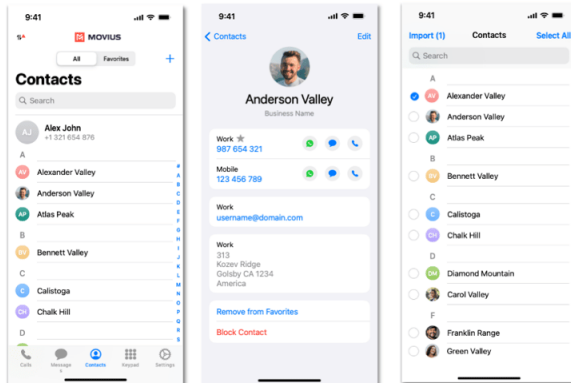 9:41
MOVIUS
All
Favorites
+
Contacts
Search
AJ
Alex John
+1 321 654 876
A
AV
Alexander Valley
Anderson Valley
AP
Atlas Peak
B
BV
Bennett Valley
C
C
Calistoga
CH
Chalk Hill
D
#
A
B
C
D
E
F
G
H
I
J
K
L
M
N
O
P
Q
R
S
Calls
Message
Contacts
Keypad
Settings
9:41
Contacts
Edit
Anderson Valley
Business Name
Work
987 654 321
Mobile
123 456 789
Work
username@domain.com
Work
313
Kozev Ridge
Golsby CA 1234
America
Remove from Favorites
Block Contact
9:41
Import (1)
Contacts
Select All
Search
A
AV
Alexander Valley
Anderson Valley
AP
Atlas Peak
B
BV
Bennett Valley
C
C
Calistoga
CH
Chalk Hill
D
DM
Diamond Mountain
Carol Valley
F
Franklin Range
Green Valley